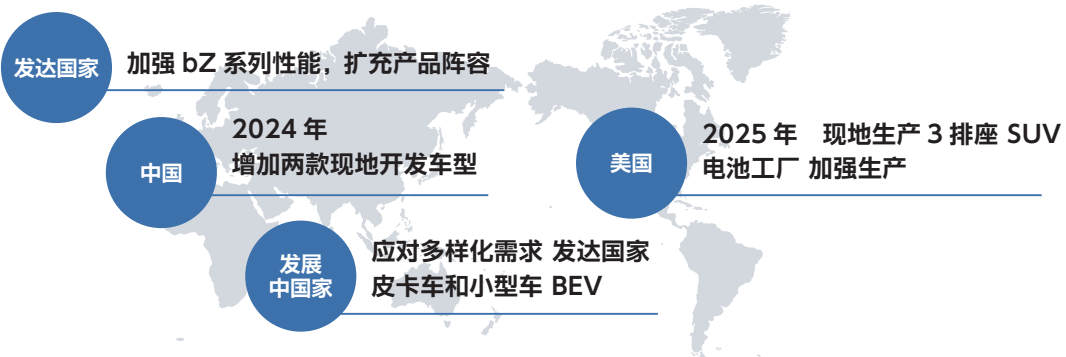 发达国家
加强 bZ 系列性能，扩充产品阵容
中国
2024 年
增加两款现地开发车型
美国
2025 年 现地生产 3 排座 SUV
电池工厂 加强生产
发展
中国家
应对多样化需求 发达国家
皮卡车和小型车 BEV